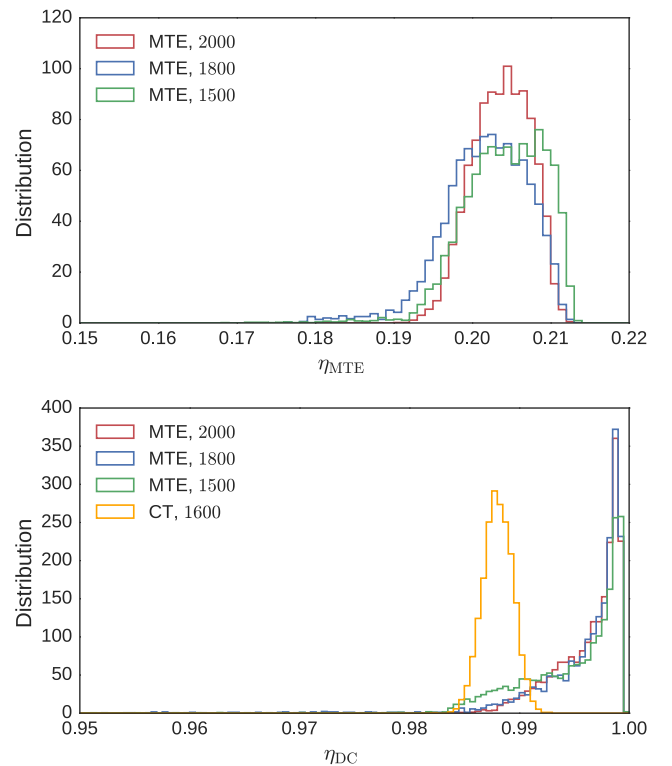 120
100
80
60
40
20
0
Distribution
MTE, 2000
MTE, 1800
MTE, 1500
0.15 0.16 0.17 0.18 0.19 0.20 0.21 0.22
η_MTE
400
350
300
250
200
150
100
50
0
Distribution
MTE, 2000
MTE, 1800
MTE, 1500
CT, 1600
0.95 0.96 0.97 0.98 0.99 1.00
η_DC